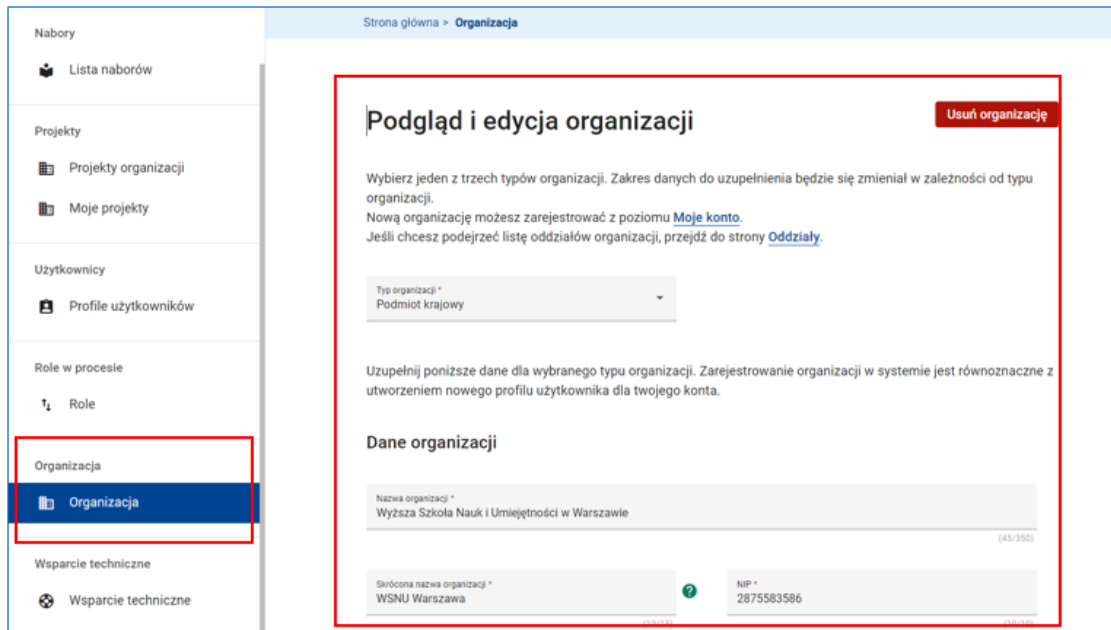 Nabory
Lista naborów
Projekty
Projekty organizacji
Moje projekty
Użytkownicy
Profile użytkowników
Role w procesie
Role
Organizacja
Organizacja
Wsparcie techniczne
Wsparcie techniczne
Strona główna > Organizacja
Podgląd i edycja organizacji
Usuń organizację
Wybierz jeden z trzech typów organizacji. Zakres danych do uzupełnienia będzie się zmieniał w zależności od typu
organizacji.
Nową organizację możesz zarejestrować z poziomu Moje konto.
Jeśli chcesz podejrzeć listę oddziałów organizacji, przejdź do strony Oddziały.
Typ organizacji *
Podmiot krajowy
Uzupełnij poniższe dane dla wybranego typu organizacji. Zarejestrowanie organizacji w systemie jest równoznaczne z
utworzeniem nowego profilu użytkownika dla twojego konta.
Dane organizacji
Nazwa organizacji *
Wyższa Szkoła Nauk i Umiejętności w Warszawie
(45/350)
Skrócona nazwa organizacji *
WSNU Warszawa
?
NIP *
2875583586